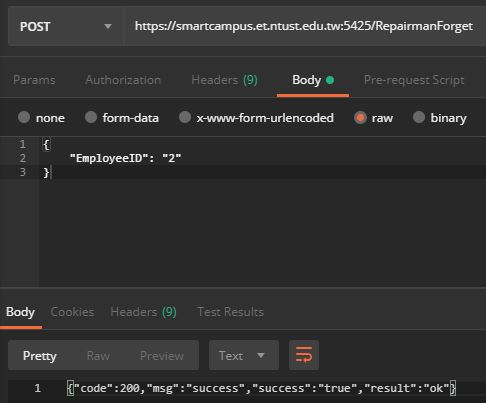 POST https://smartcampus.et.ntust.edu.tw:5425/RepairmanForget
Params Authorization Headers (9) Body Pre-request Script
none form-data x-www-form-urlencoded raw binary
1 {
2 "EmployeeID": "2"
3 }
Body Cookies Headers (9) Test Results
Pretty Raw Preview Text
1 {"code":200,"msg":"success","success":"true","result":"ok"}